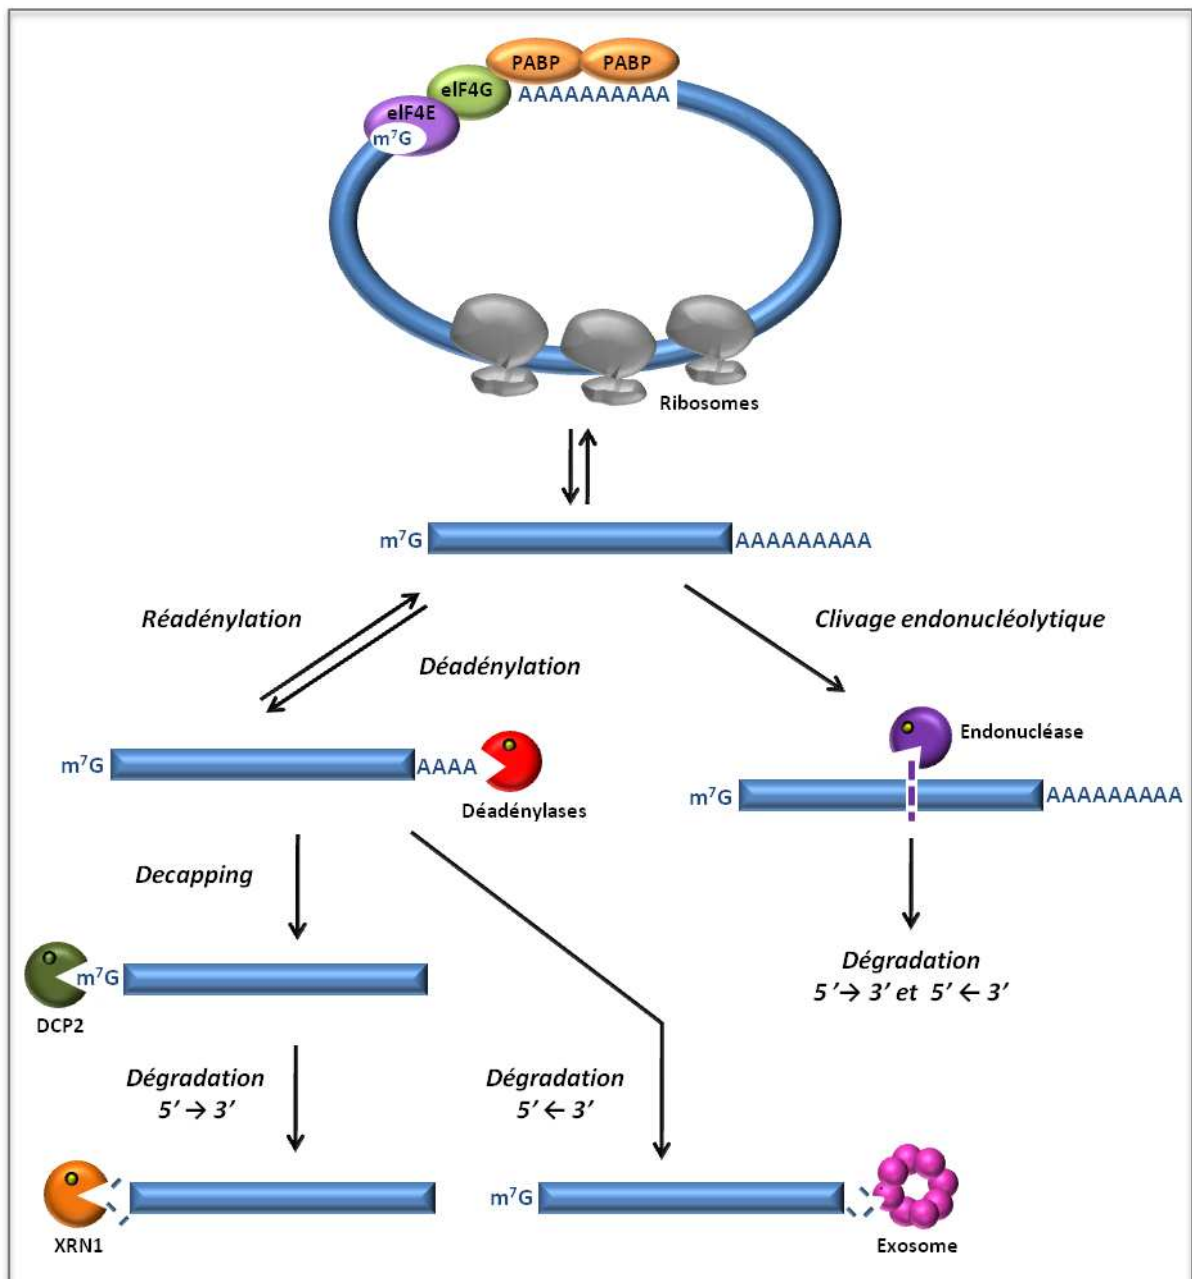 PABP PABP
eIF4G AAAAAAAAAA
eIF4E
m⁷G
Ribosomes
m⁷G AAAAAAAAA
Réadénylation
Clivage endonucléolytique
Déadénylation
Endonucléase
m⁷G AAAA
Déadénylases
m⁷G AAAAAAAAA
Decapping
m⁷G
DCP2
Dégradation
5'→ 3' et 5' ← 3'
Dégradation
5' → 3'
Dégradation
5' ← 3'
m⁷G
XRN1
Exosome